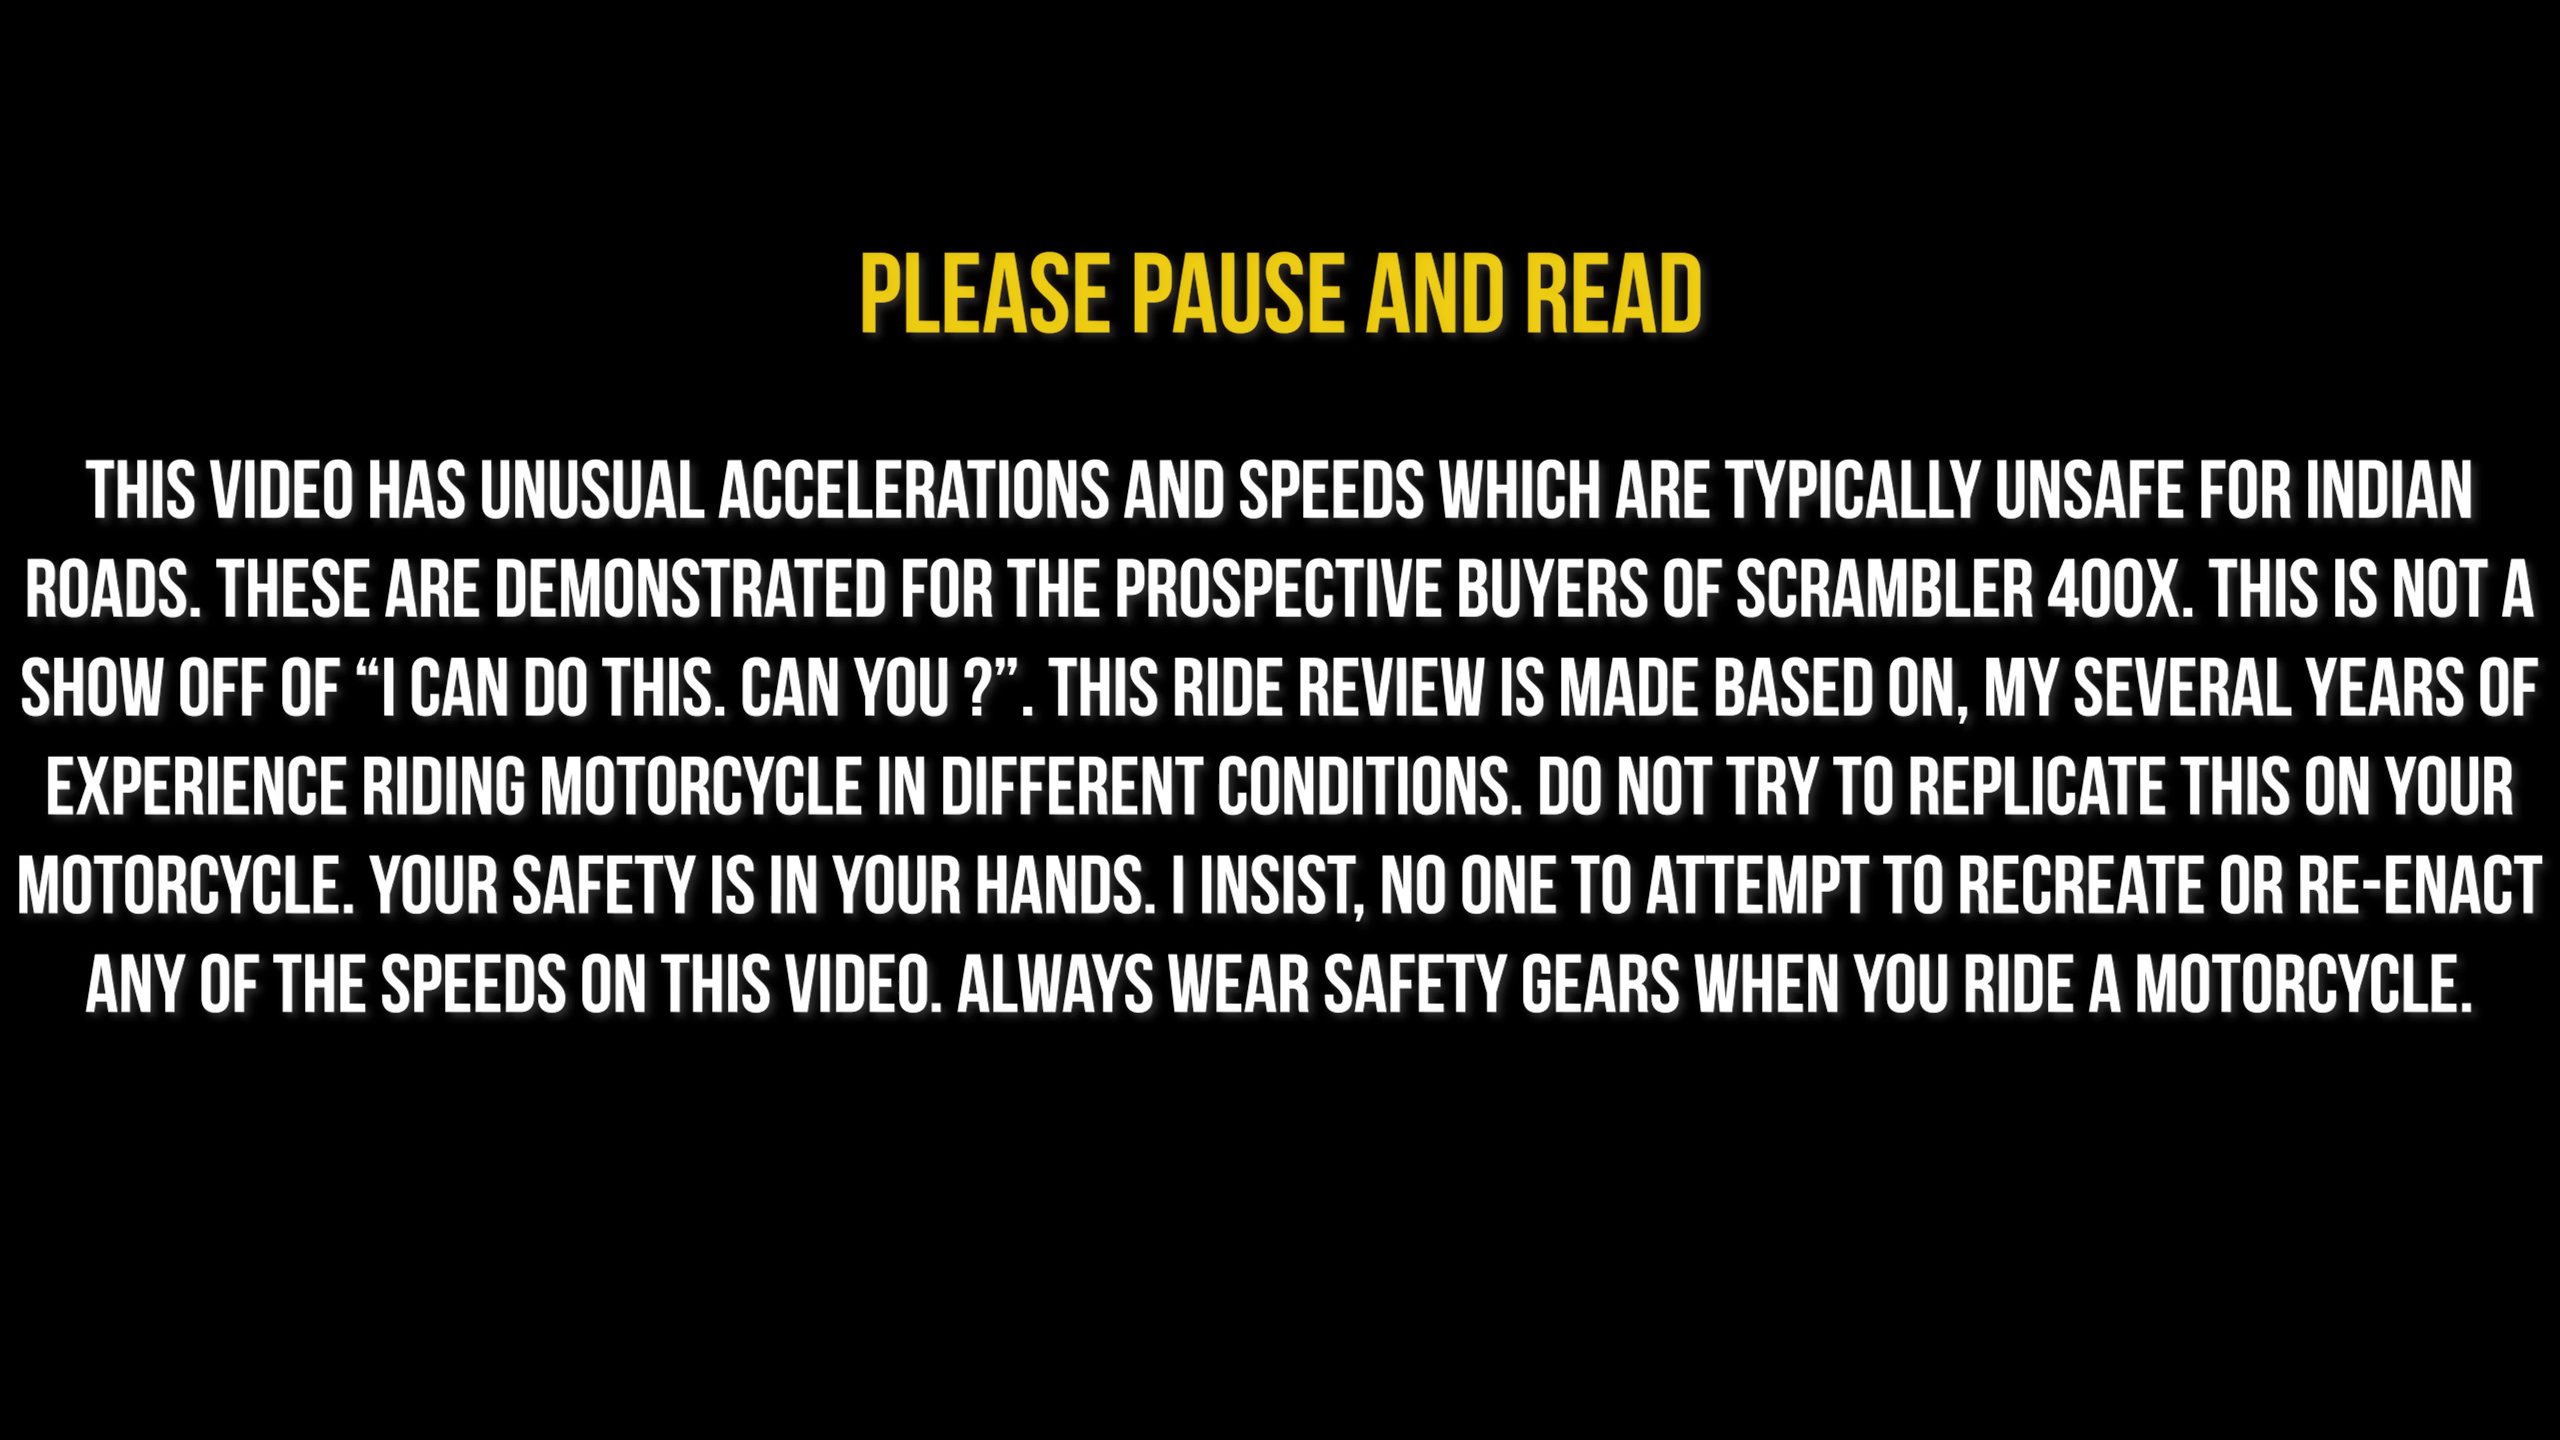 PLEASE PAUSE AND READ
THIS VIDEO HAS UNUSUAL ACCELERATIONS AND SPEEDS WHICH ARE TYPICALLY UNSAFE FOR INDIAN
ROADS. THESE ARE DEMONSTRATED FOR THE PROSPECTIVE BUYERS OF SCRAMBLER 400X. THIS IS NOT A
SHOW OFF OF “I CAN DO THIS. CAN YOU ?”. THIS RIDE REVIEW IS MADE BASED ON, MY SEVERAL YEARS OF
EXPERIENCE RIDING MOTORCYCLE IN DIFFERENT CONDITIONS. DO NOT TRY TO REPLICATE THIS ON YOUR
MOTORCYCLE. YOUR SAFETY IS IN YOUR HANDS. I INSIST, NO ONE TO ATTEMPT TO RECREATE OR RE-ENACT
ANY OF THE SPEEDS ON THIS VIDEO. ALWAYS WEAR SAFETY GEARS WHEN YOU RIDE A MOTORCYCLE.